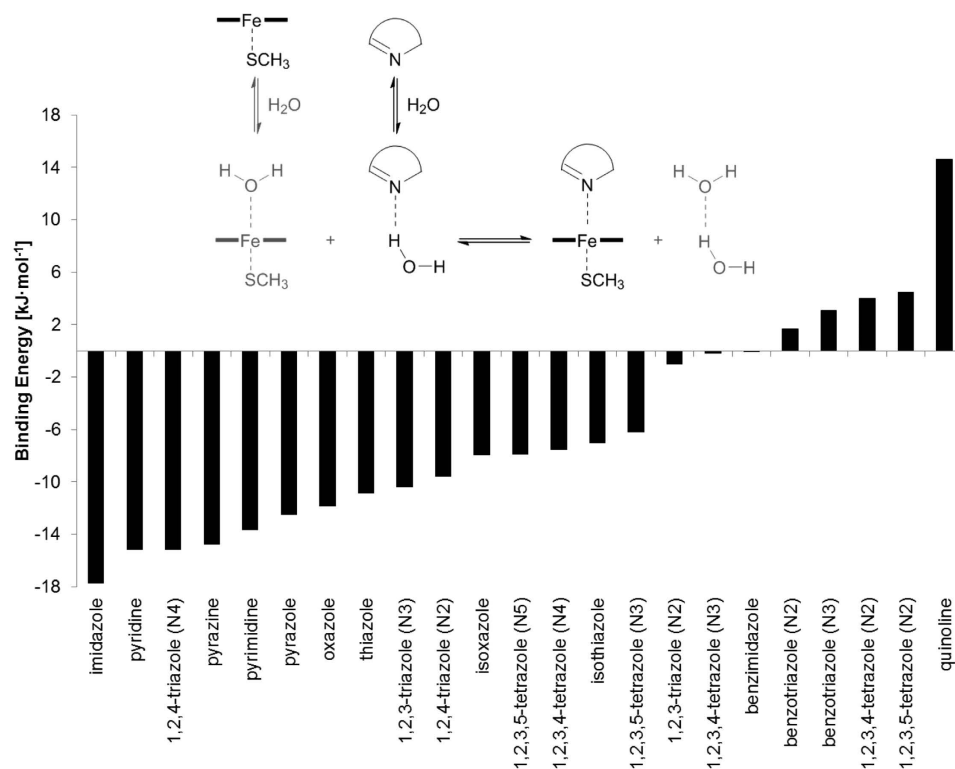 Fe
SCH3
N
H2O
H2O
H H
O
N
N
H
O
Fe
+
H
O H
Fe
+
H
O H
SCH3
SCH3
Binding Energy [kJ·mol-1]
18
14
10
6
2
-2
-6
-10
-14
-18
imidazole
pyridine
1,2,4-triazole (N4)
pyrazine
pyrimidine
pyrazole
oxazole
thiazole
1,2,3-triazole (N3)
1,2,4-triazole (N2)
isoxazole
1,2,3,5-tetrazole (N5)
1,2,3,4-tetrazole (N4)
isothiazole
1,2,3,5-tetrazole (N3)
1,2,3-triazole (N2)
1,2,3,4-tetrazole (N3)
benzimidazole
benzotriazole (N2)
benzotriazole (N3)
1,2,3,4-tetrazole (N2)
1,2,3,5-tetrazole (N2)
quinoline